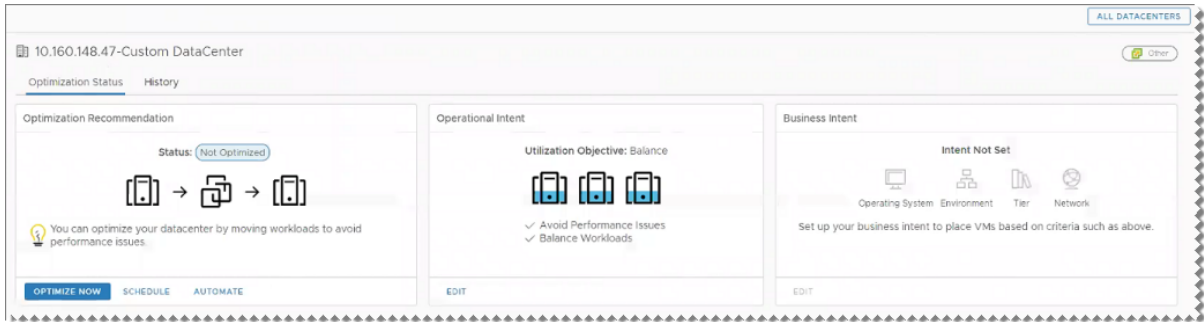 ALL DATACENTERS
10.160.148.47-Custom DataCenter
Other
Optimization Status History
Optimization Recommendation
Status: Not Optimized
You can optimize your datacenter by moving workloads to avoid
performance issues
OPTIMIZE NOW SCHEDULE AUTOMATE
Operational Intent
Utilization Objective: Balance
Avoid Performance Issues
Balance Workloads
EDIT
Business Intent
Intent Not Set
Operating System Environment Tier Network
Set up your business intent to place VMs based on criteria such as above.
EDIT